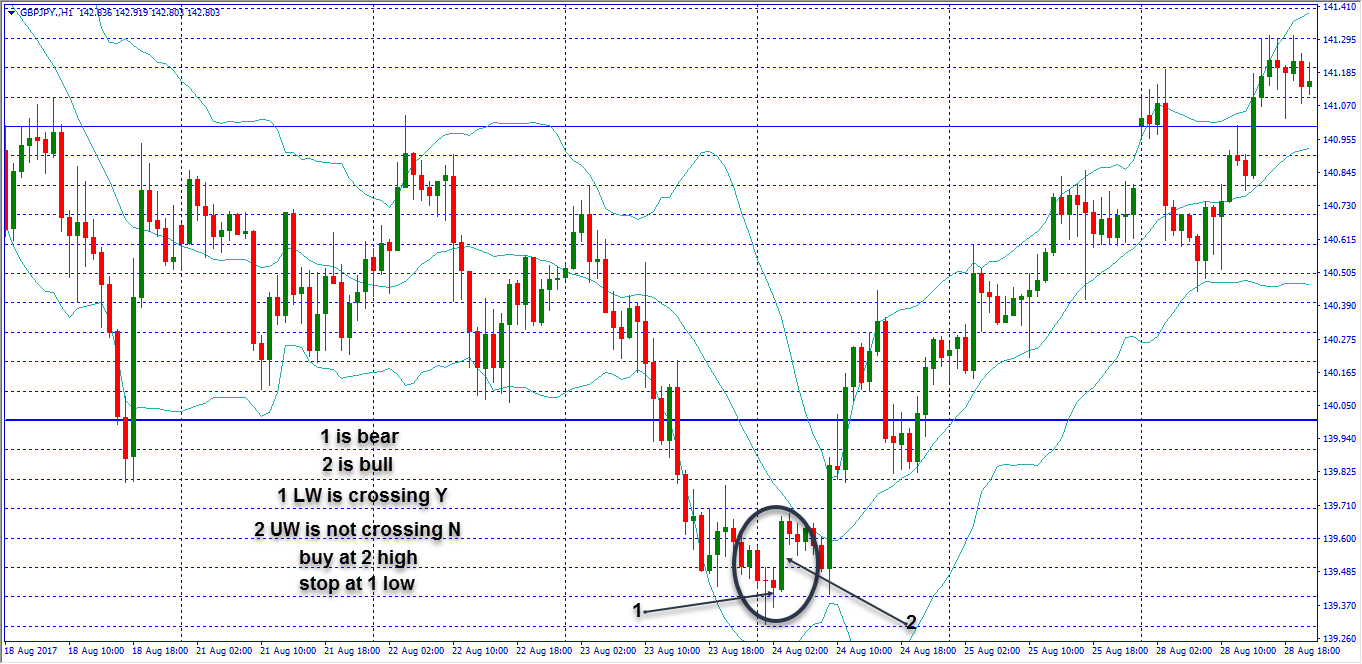 GBPJPY.,H1 142.836 142.919 142.803 142.803
141.410
141.295
141.185
141.070
140.955
140.845
140.730
140.615
140.505
140.390
140.275
140.165
140.050
139.940
139.825
139.710
139.600
139.485
139.370
139.260
1 is bear
2 is bull
1 LW is crossing Y
2 UW is not crossing N
buy at 2 high
stop at 1 low
1
2
18 Aug 2017 18 Aug 10:00 18 Aug 18:00 21 Aug 02:00 21 Aug 10:00 21 Aug 18:00 22 Aug 02:00 22 Aug 10:00 22 Aug 18:00 23 Aug 02:00 23 Aug 10:00 23 Aug 18:00 24 Aug 02:00 24 Aug 10:00 24 Aug 18:00 25 Aug 02:00 25 Aug 10:00 25 Aug 18:00 28 Aug 02:00 28 Aug 10:00 28 Aug 18:00